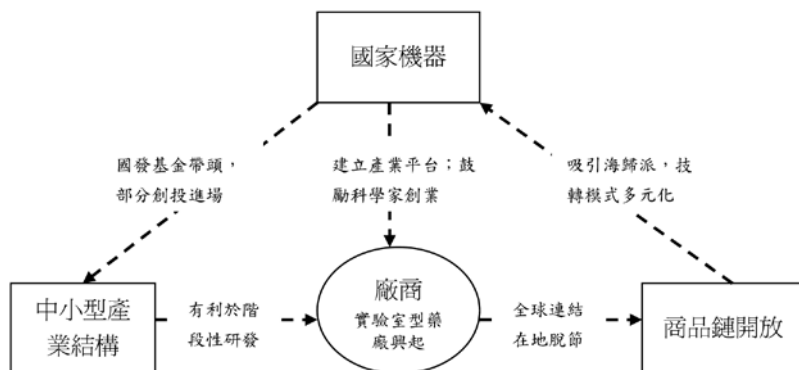 國家機器
國發基金帶頭，
部分創投進場
建立產業平台；鼓
勵科學家創業
吸引海歸派，技
轉模式多元化
中小型產
業結構
有利於階
段性研發
廠商
實驗室型藥
廠興起
全球連結
在地脫節
商品鏈開放